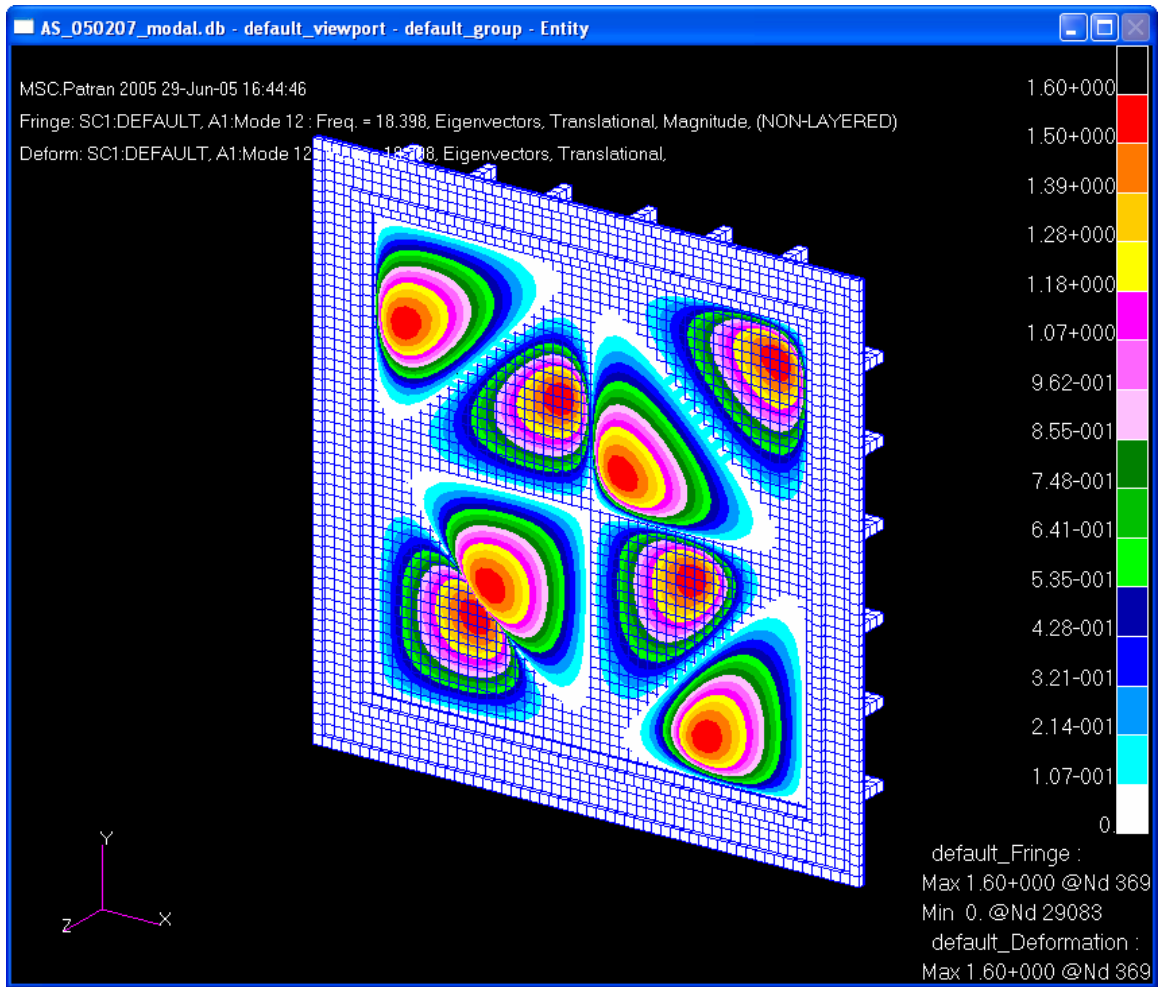 AS_050207_modal.db - default_viewport - default_group - Entity
MSC.Patran 2005 29-Jun-05 16:44:46
Fringe: SC1:DEFAULT, A1:Mode 12 : Freq. = 18.398, Eigenvectors, Translational, Magnitude, (NON-LAYERED)
Deform: SC1:DEFAULT, A1:Mode 12 Eigenvectors, Translational,
1.60+000
1.50+000
1.39+000
1.28+000
1.18+000
1.07+000
9.62-001
8.55-001
7.48-001
6.41-001
5.35-001
4.28-001
3.21-001
2.14-001
1.07-001
0.
default_Fringe :
Max 1.60+000 @Nd 369
Min 0. @Nd 29083
default_Deformation :
Max 1.60+000 @Nd 369
Y
Z
X